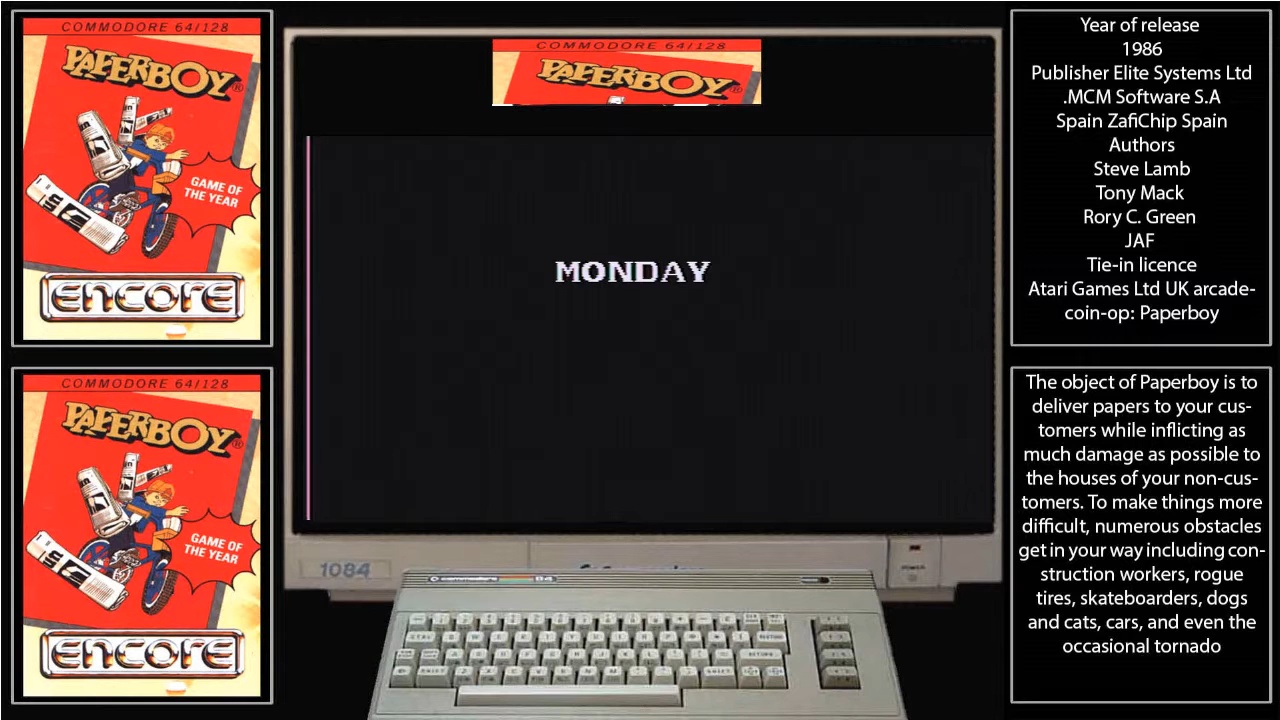 COMMODORE 64/128
PAPERBOY
GAME OF
THE YEAR
ENCORE
COMMODORE 64/128
PAPERBOY
GAME OF
THE YEAR
ENCORE
COMMODORE 64/128
PAPERBOY
MONDAY
1084
POWER
commodore 64
Year of release
1986
Publisher Elite Systems Ltd
.MCM Software S.A
Spain ZafiChip Spain
Authors
Steve Lamb
Tony Mack
Rory C. Green
JAF
Tie-in licence
Atari Games Ltd UK arcade-
coin-op: Paperboy
The object of Paperboy is to
deliver papers to your cus-
tomers while inflicting as
much damage as possible to
the houses of your non-cus-
tomers. To make things more
difficult, numerous obstacles
get in your way including con-
struction workers, rogue
tires, skateboarders, dogs
and cats, cars, and even the
occasional tornado